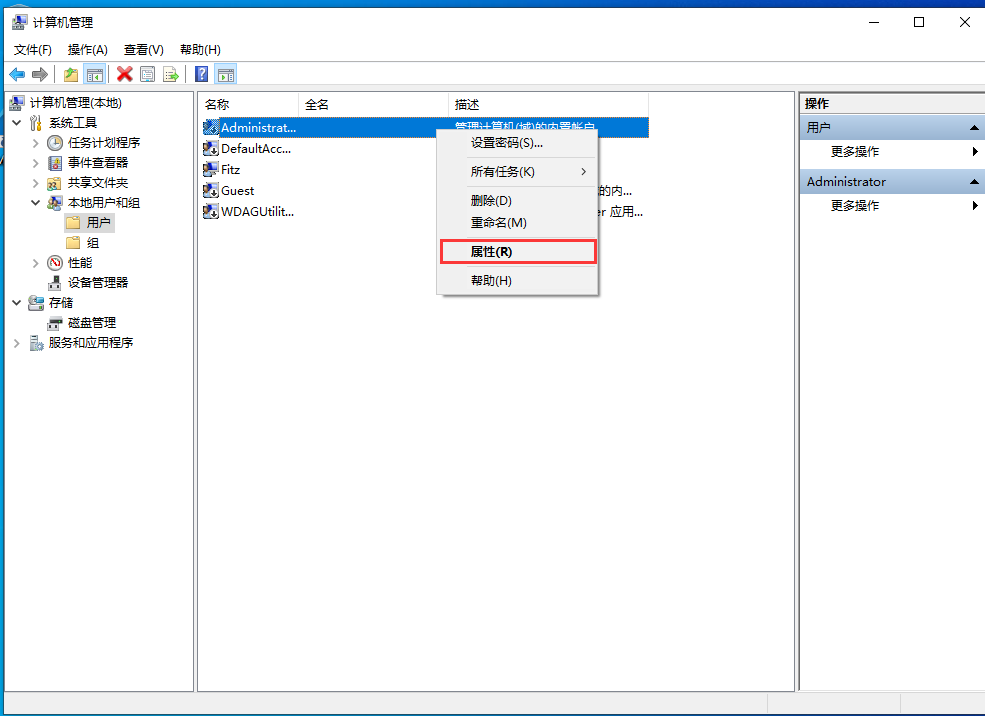 计算机管理
文件(F) 操作(A) 查看(V) 帮助(H)
计算机管理(本地)
系统工具
任务计划程序
事件查看器
共享文件夹
本地用户和组
用户
组
性能
设备管理器
存储
磁盘管理
服务和应用程序
名称 全名 描述
Administrat... 管理计算机(域)的内置帐户
DefaultAcc...
Fitz
Guest 的内...
WDAGUtilit... er 应用...
设置密码(S)...
所有任务(K)
删除(D)
重命名(M)
属性(R)
帮助(H)
操作
用户
更多操作
Administrator
更多操作